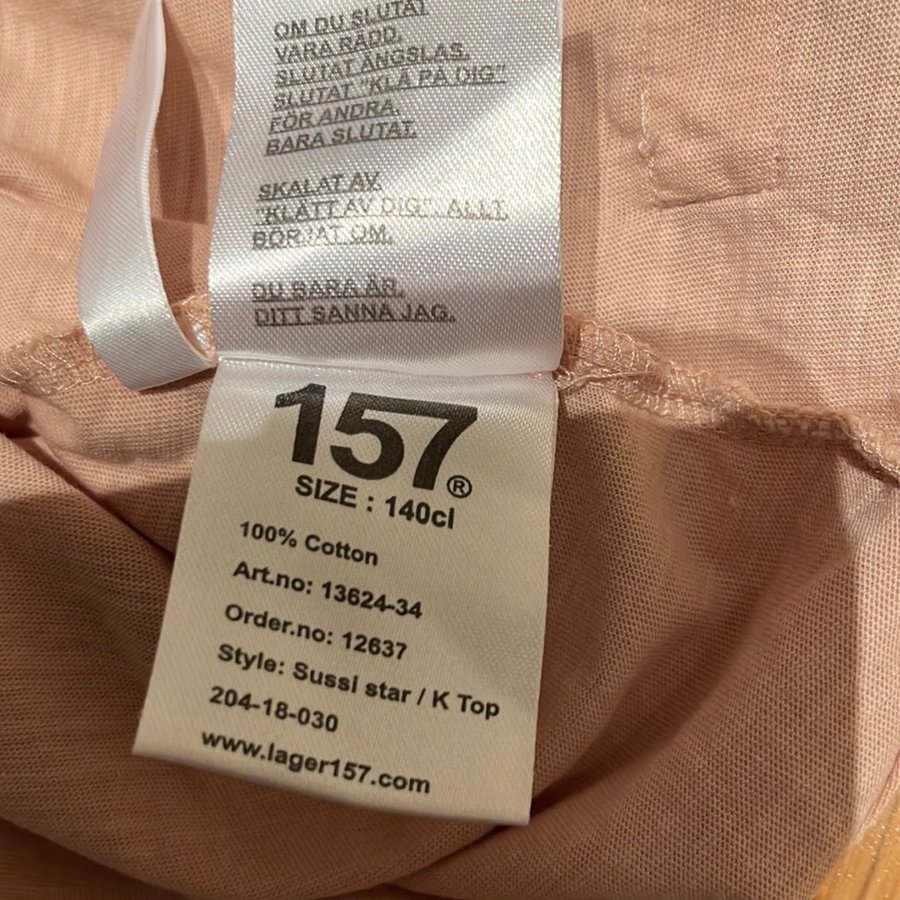 OM DU SLUTAT
VARA RÄDD.
SLUTAT ÄNGSLAS.
SLUTAT "KLÄ PÅ DIG"
FÖR ANDRA.
BARA SLUTAT.
SKALAT AV.
"KLÄTT AV DIG". ALLT.
BÖRJAT OM.
DU BARA ÄR.
DITT SANNA JAG.
157®
SIZE : 140cl
100% Cotton
Art.no: 13624-34
Order.no: 12637
Style: Sussi star / K Top
204-18-030
www.lager157.com